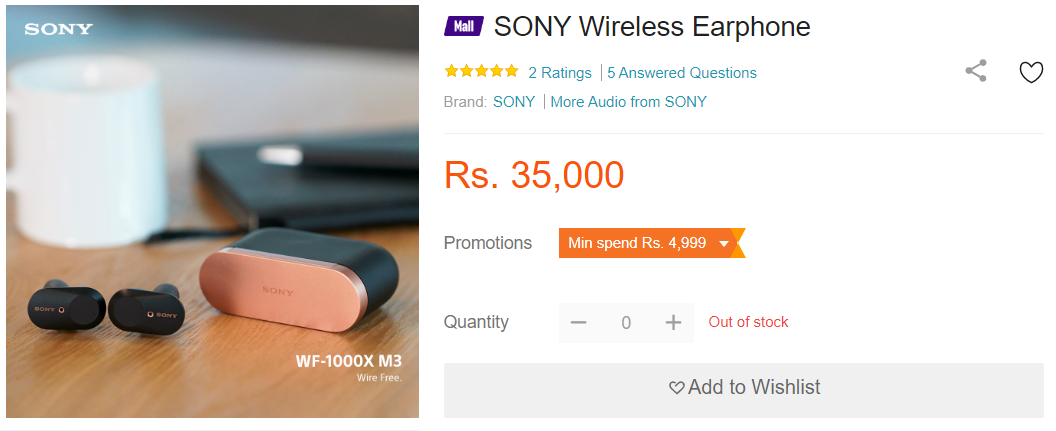 SONY
SONY
SONY
SONY
WF-1000X M3
Wire Free.
Mall SONY Wireless Earphone
2 Ratings | 5 Answered Questions
Brand: SONY | More Audio from SONY
Rs. 35,000
Promotions Min spend Rs. 4,999
Quantity − 0 + Out of stock
Add to Wishlist